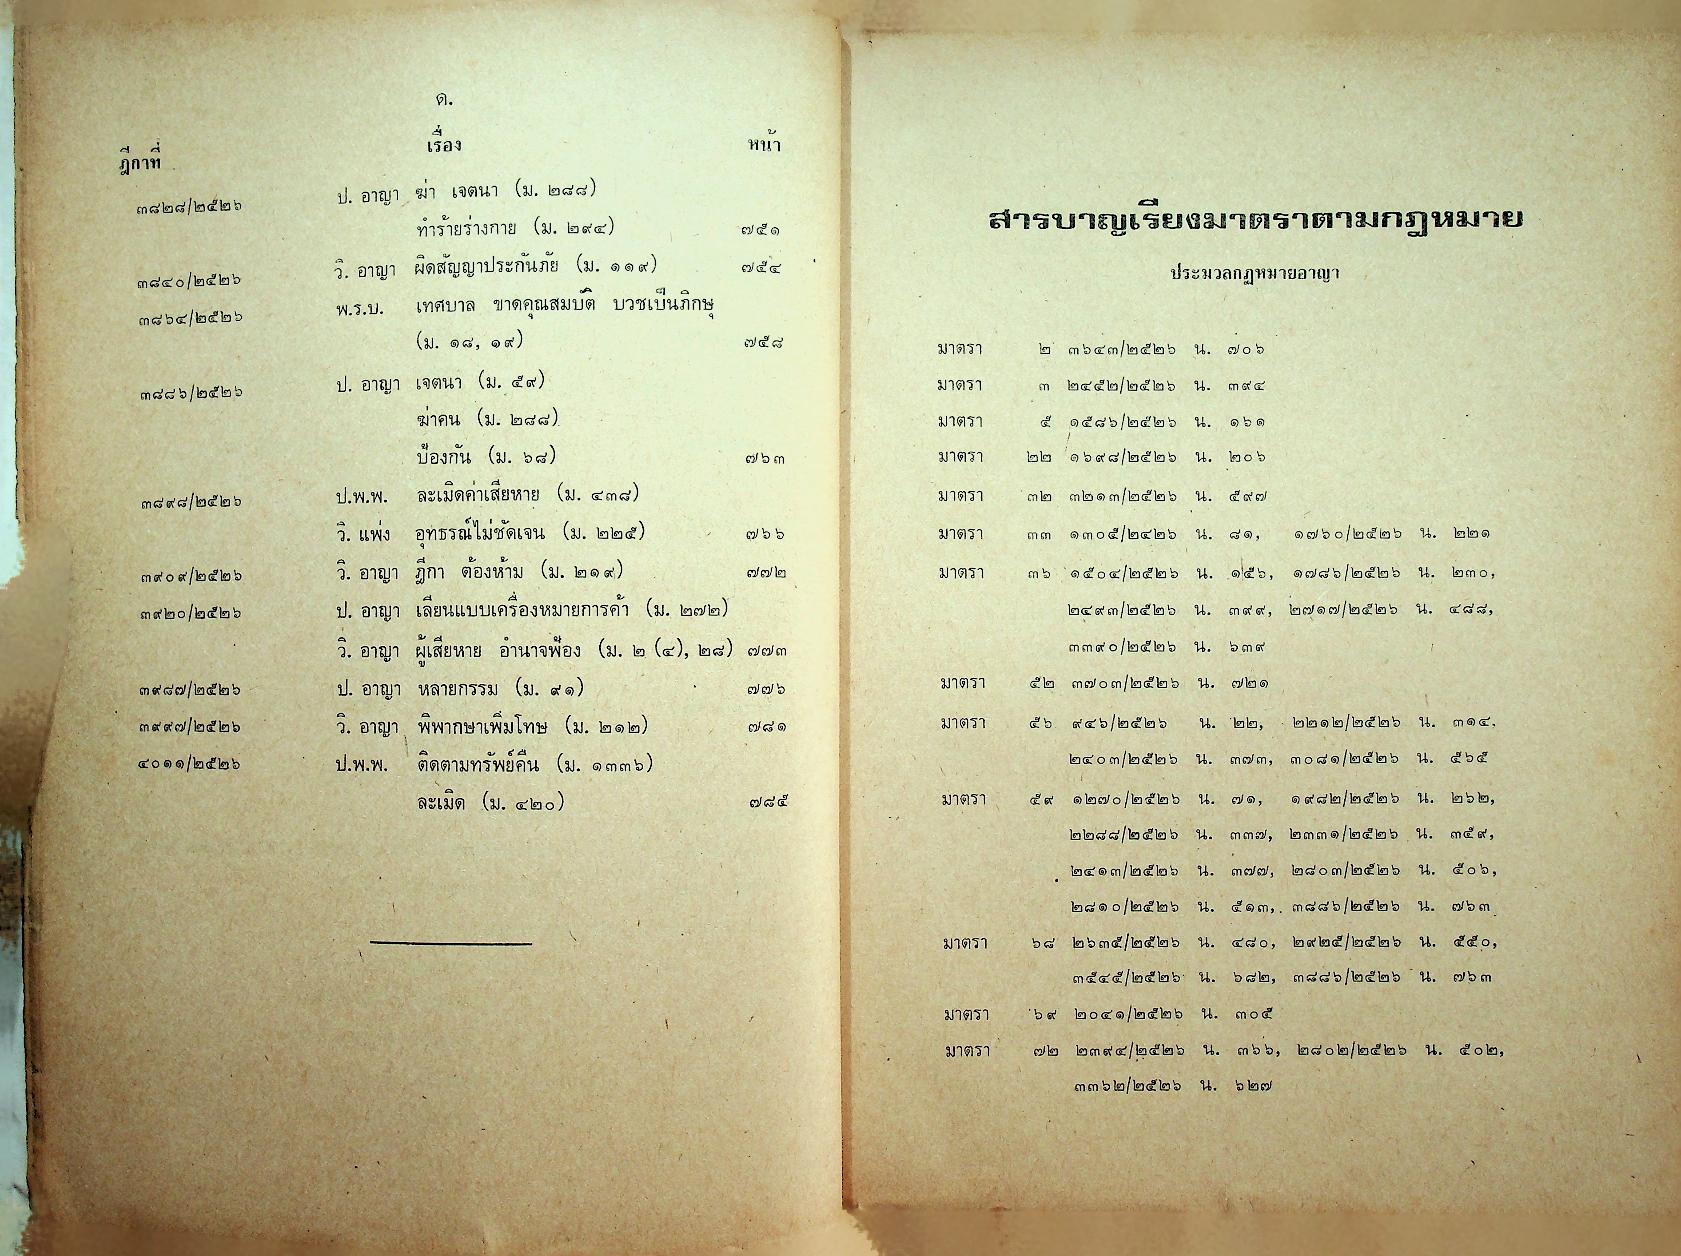 ด.
ฎีกาที่ เรื่อง หน้า
๓๘๒๘/๒๕๒๖ ป. อาญา ฆ่า เจตนา (ม. ๒๘๘)
ทำร้ายร่างกาย (ม. ๒๙๔) ๗๕๑
๓๘๔๐/๒๕๒๖ วิ. อาญา ผิดสัญญาประกันภัย (ม. ๑๑๙) ๗๕๔
๓๘๖๔/๒๕๒๖ พ.ร.บ. เทศบาล ขาดคุณสมบัติ บวชเป็นภิกษุ
(ม. ๑๘, ๑๙) ๗๕๘
๓๘๘๖/๒๕๒๖ ป. อาญา เจตนา (ม. ๕๙)
ฆ่าคน (ม. ๒๘๘)
ป้องกัน (ม. ๖๘) ๗๖๓
๓๘๙๘/๒๕๒๖ ป.พ.พ. ละเมิดค่าเสียหาย (ม. ๔๓๘)
วิ. แพ่ง อุทธรณ์ไม่ชัดเจน (ม. ๒๒๕) ๗๖๖
๓๙๐๙/๒๕๒๖ วิ. อาญา ฎีกา ต้องห้าม (ม. ๒๑๙) ๗๗๒
๓๙๒๐/๒๕๒๖ ป. อาญา เลียนแบบเครื่องหมายการค้า (ม. ๒๗๒)
วิ. อาญา ผู้เสียหาย อำนาจฟ้อง (ม. ๒ (๔), ๒๘) ๗๗๓
๓๙๘๗/๒๕๒๖ ป. อาญา หลายกรรม (ม. ๙๑) ๗๗๖
๓๙๙๗/๒๕๒๖ วิ. อาญา พิพากษาเพิ่มโทษ (ม. ๒๑๒) ๗๘๑
๔๐๑๑/๒๕๒๖ ป.พ.พ. ติดตามทรัพย์คืน (ม. ๑๓๓๖)
ละเมิด (ม. ๔๒๐) ๗๘๕
สารบาญเรียงมาตราตามกฎหมาย
ประมวลกฎหมายอาญา
มาตรา ๒ ๓๖๔๓/๒๕๒๖ น. ๗๐๖
มาตรา ๓ ๒๔๕๒/๒๕๒๖ น. ๓๙๔
มาตรา ๕ ๑๕๘๖/๒๕๒๖ น. ๑๖๑
มาตรา ๒๒ ๑๖๙๘/๒๕๒๖ น. ๒๐๖
มาตรา ๓๒ ๓๒๑๓/๒๕๒๖ น. ๕๙๗
มาตรา ๓๓ ๑๓๐๕/๒๔๒๖ น. ๘๑, ๑๗๖๐/๒๕๒๖ น. ๒๒๑
มาตรา ๓๖ ๑๕๐๔/๒๕๒๖ น. ๑๕๖, ๑๗๘๖/๒๕๒๖ น. ๒๓๐,
๒๔๙๓/๒๕๒๖ น. ๓๙๙, ๒๗๑๗/๒๕๒๖ น. ๔๘๘,
๓๓๙๐/๒๕๒๖ น. ๖๓๙
มาตรา ๕๒ ๓๗๐๓/๒๕๒๖ น. ๗๒๑
มาตรา ๕๖ ๙๔๖/๒๕๒๖ น. ๒๒, ๒๒๑๒/๒๕๒๖ น. ๓๑๔,
๒๔๐๓/๒๕๒๖ น. ๓๗๓, ๓๐๘๑/๒๕๒๖ น. ๕๖๕
มาตรา ๕๙ ๑๒๗๐/๒๕๒๖ น. ๗๑, ๑๙๘๒/๒๕๒๖ น. ๒๖๒,
๒๒๘๘/๒๕๒๖ น. ๓๓๗, ๒๓๓๑/๒๕๒๖ น. ๓๕๙,
๒๔๑๓/๒๕๒๖ น. ๓๗๗, ๒๘๐๓/๒๕๒๖ น. ๕๐๖,
๒๘๑๐/๒๕๒๖ น. ๕๑๓, ๓๘๘๖/๒๕๒๖ น. ๗๖๓
มาตรา ๖๘ ๒๖๓๕/๒๕๒๖ น. ๔๘๐, ๒๙๒๕/๒๕๒๖ น. ๕๕๐,
๓๕๔๕/๒๕๒๖ น. ๖๘๒, ๓๘๘๖/๒๕๒๖ น. ๗๖๓
มาตรา ๖๙ ๒๐๔๑/๒๕๒๖ น. ๓๐๕
มาตรา ๗๒ ๒๓๙๔/๒๕๒๖ น. ๓๖๖, ๒๘๐๒/๒๕๒๖ น. ๕๐๒,
๓๓๖๒/๒๕๒๖ น. ๖๒๗